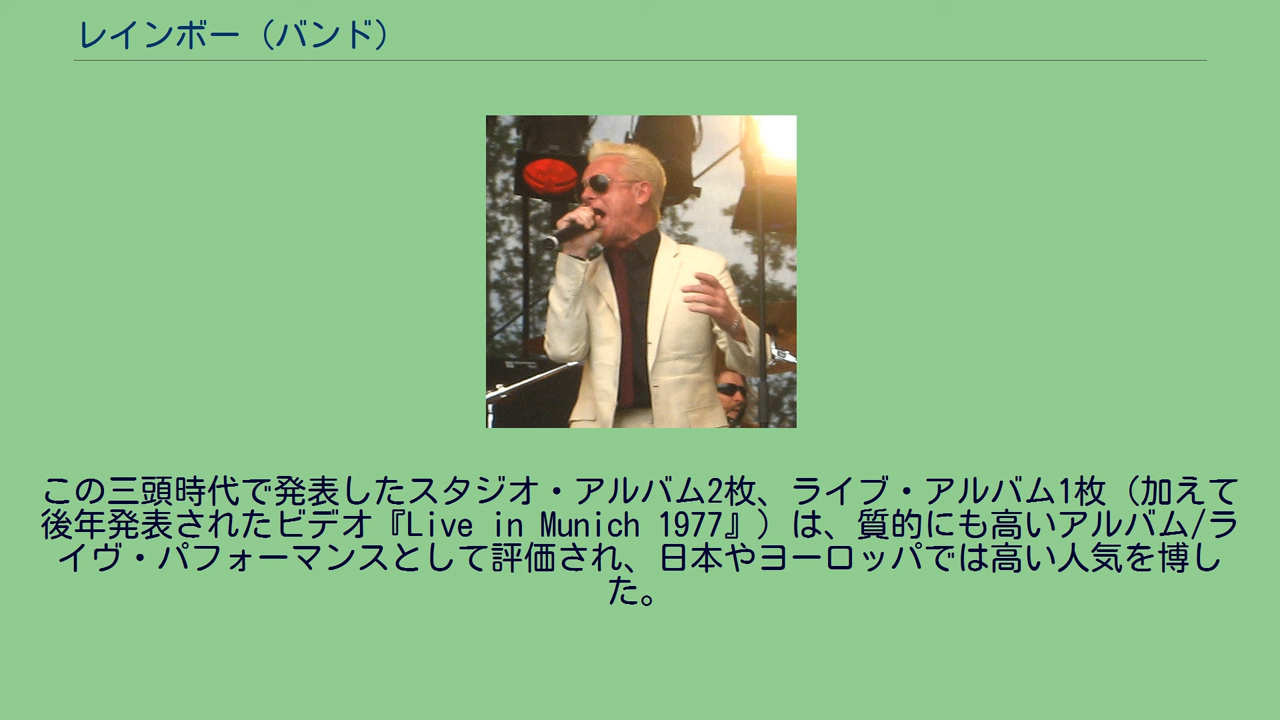 レインボー（バンド）
この三頭時代で発表したスタジオ・アルバム2枚、ライブ・アルバム1枚（加えて
後年発表されたビデオ『Live in Munich 1977』）は、質的にも高いアルバム/ラ
イヴ・パフォーマンスとして評価され、日本やヨーロッパでは高い人気を博し
た。